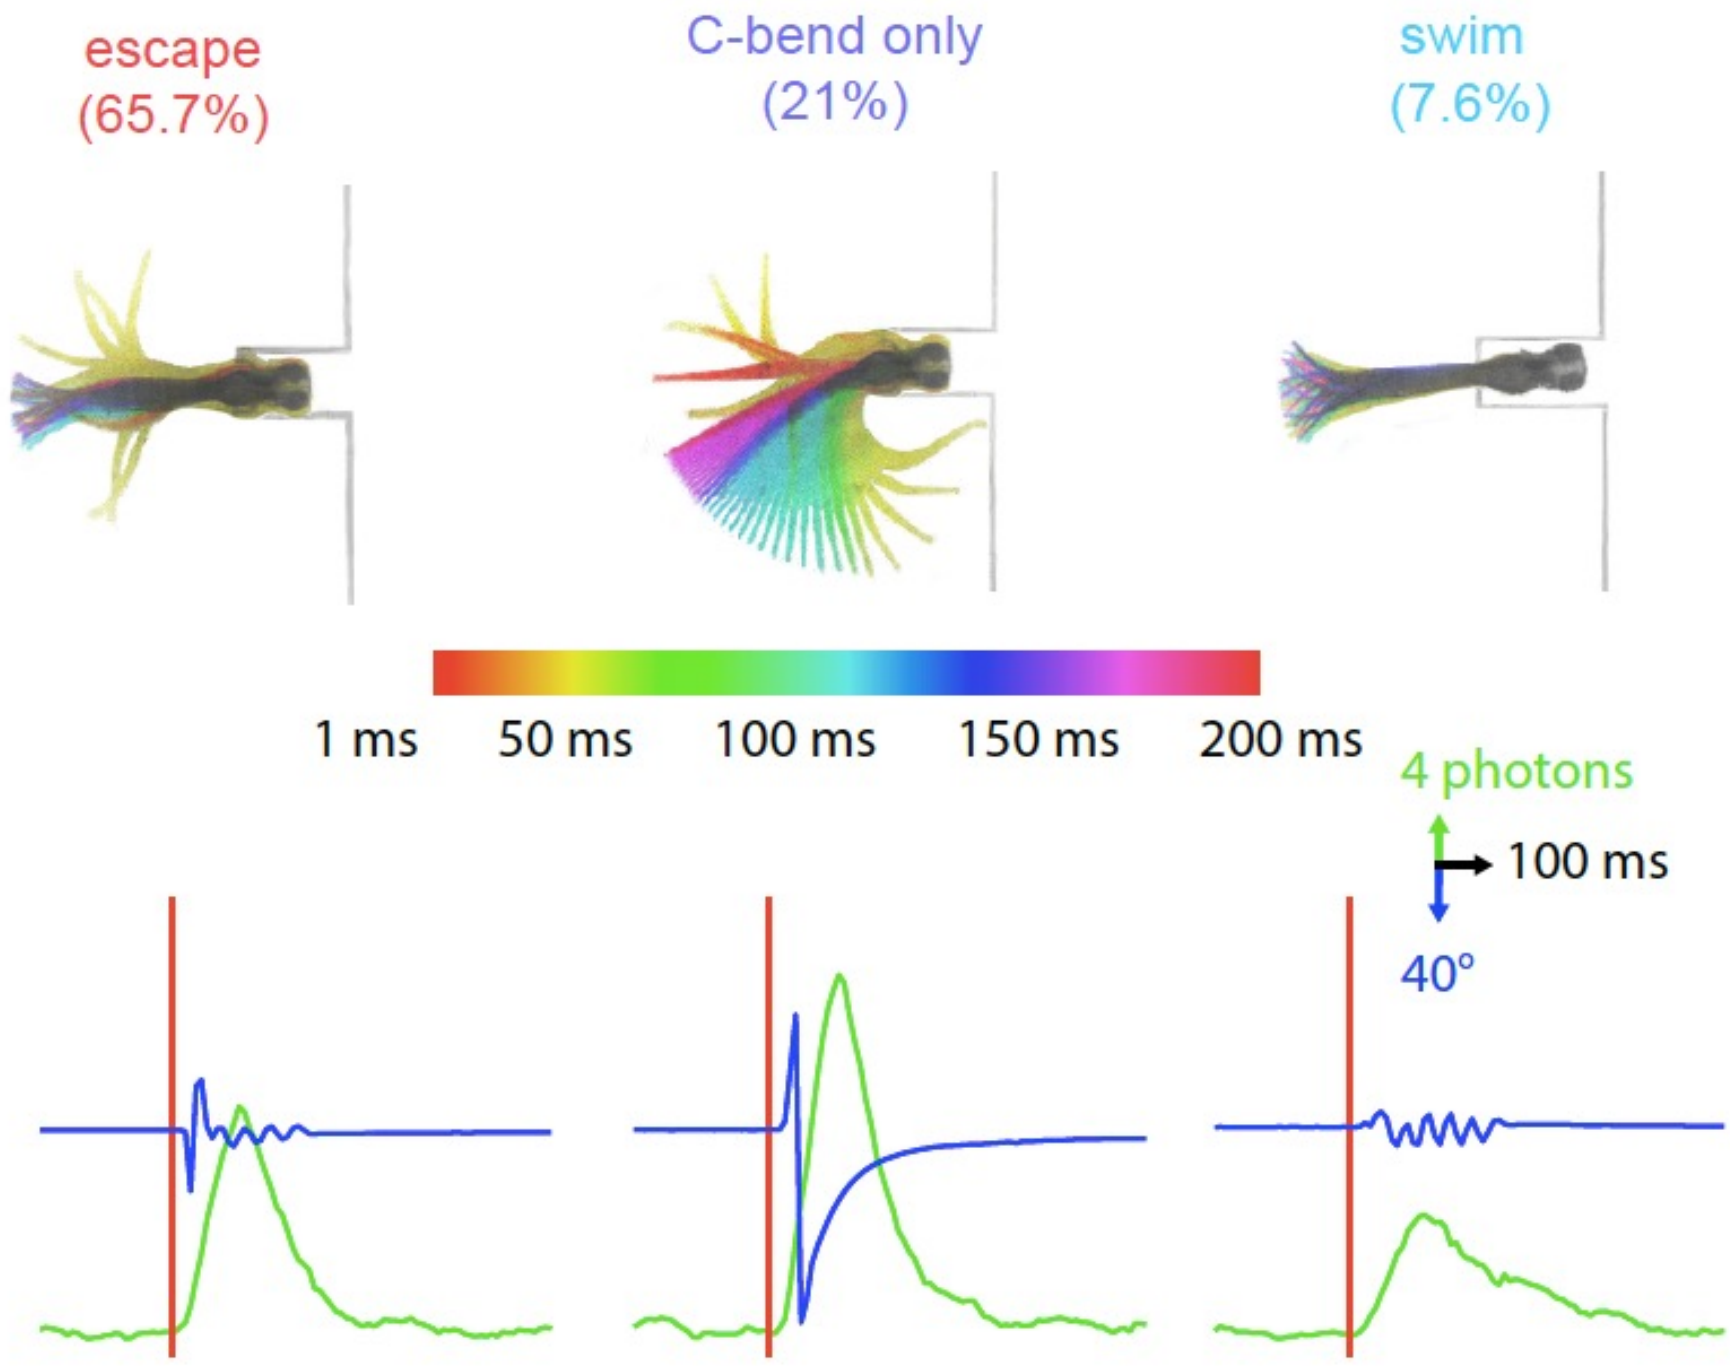 escape
(65.7%)
C-bend only
(21%)
swim
(7.6%)
1 ms 50 ms 100 ms 150 ms 200 ms
4 photons
100 ms
40º